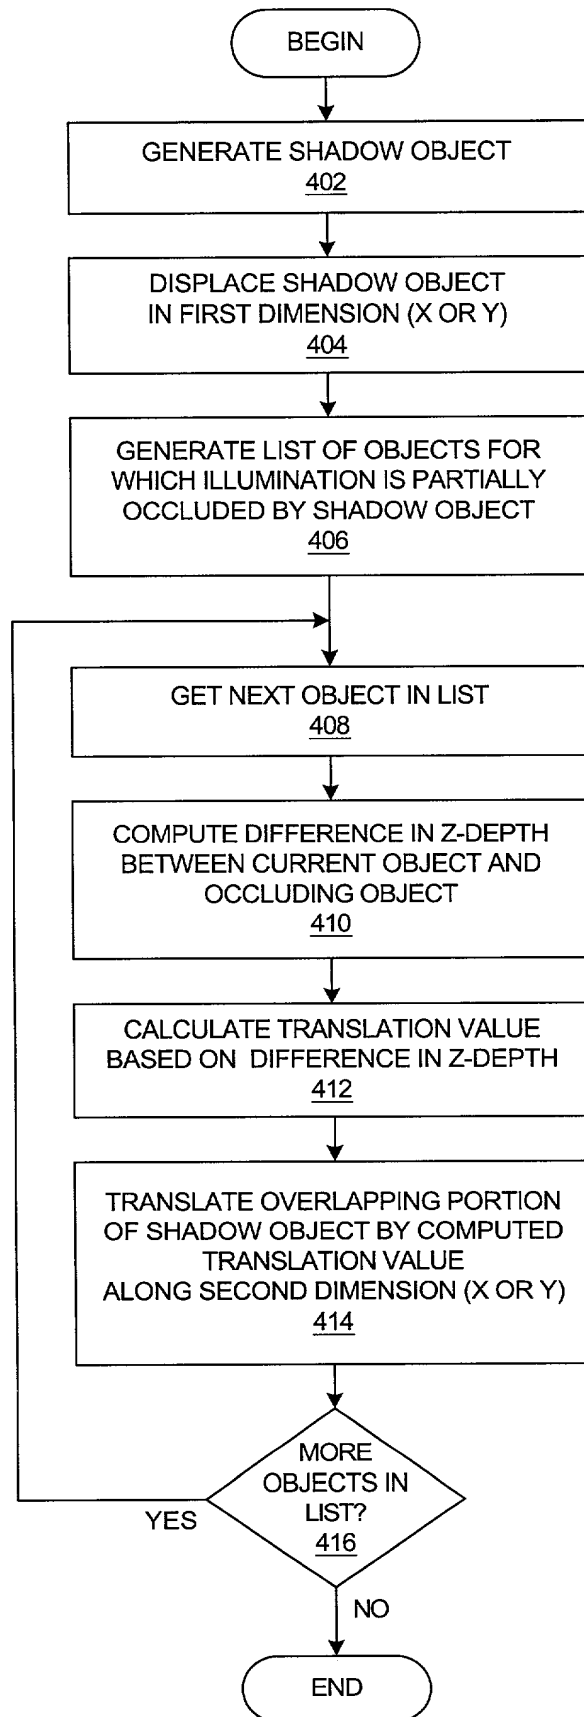 BEGIN
GENERATE SHADOW OBJECT
402
DISPLACE SHADOW OBJECT
IN FIRST DIMENSION (X OR Y)
404
GENERATE LIST OF OBJECTS FOR
WHICH ILLUMINATION IS PARTIALLY
OCCLUDED BY SHADOW OBJECT
406
GET NEXT OBJECT IN LIST
408
COMPUTE DIFFERENCE IN Z-DEPTH
BETWEEN CURRENT OBJECT AND
OCCLUDING OBJECT
410
CALCULATE TRANSLATION VALUE
BASED ON DIFFERENCE IN Z-DEPTH
412
TRANSLATE OVERLAPPING PORTION
OF SHADOW OBJECT BY COMPUTED
TRANSLATION VALUE
ALONG SECOND DIMENSION (X OR Y)
414
MORE
OBJECTS IN
LIST?
416
YES
NO
END